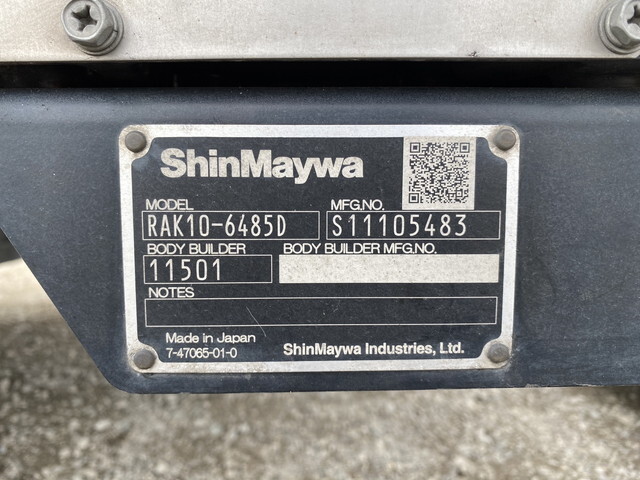 ShinMaywa
MODEL MFG.NO.
RAK10-6485D S11105483
BODY BUILDER BODY BUILDER MFG.NO.
11501
NOTES
Made in Japan
7-47065-01-0 ShinMaywa Industries, Ltd.